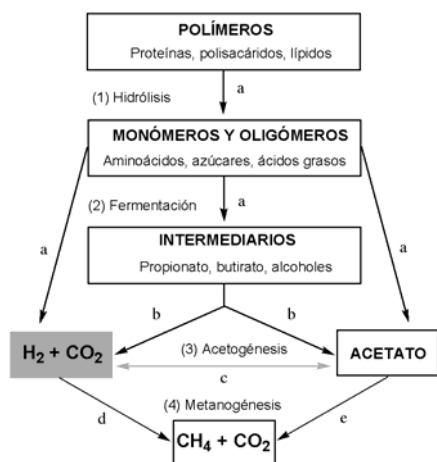 POLÍMEROS
Proteínas, polisacáridos, lípidos
a
(1) Hidrólisis
MONÓMEROS Y OLIGÓMEROS
Aminoácidos, azúcares, ácidos grasos
a
(2) Fermentación
INTERMEDIARIOS
Propionato, butirato, alcoholes
a
a
b
b
H₂ + CO₂
(3) Acetogénesis
ACETATO
c
(4) Metanogénesis
d
e
CH₄ + CO₂